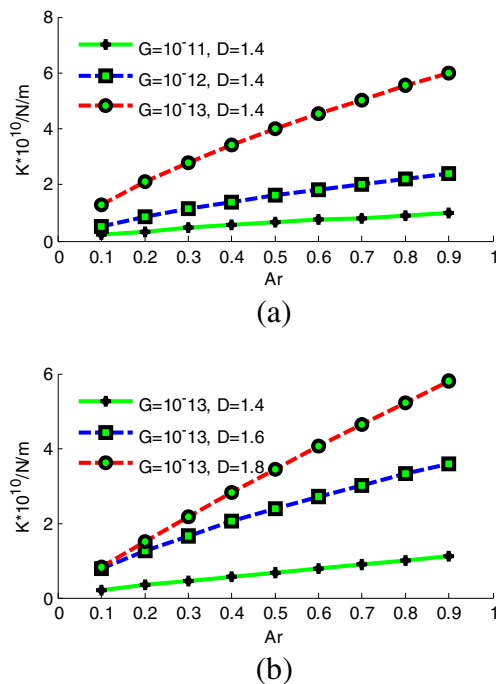 8
6
4
2
0
K*10^10/N/m
G=10^-11, D=1.4
G=10^-12, D=1.4
G=10^-13, D=1.4
0 0.1 0.2 0.3 0.4 0.5 0.6 0.7 0.8 0.9 1
Ar
(a)
6
4
2
0
K*10^10/N/m
G=10^-13, D=1.4
G=10^-13, D=1.6
G=10^-13, D=1.8
0 0.1 0.2 0.3 0.4 0.5 0.6 0.7 0.8 0.9 1
Ar
(b)